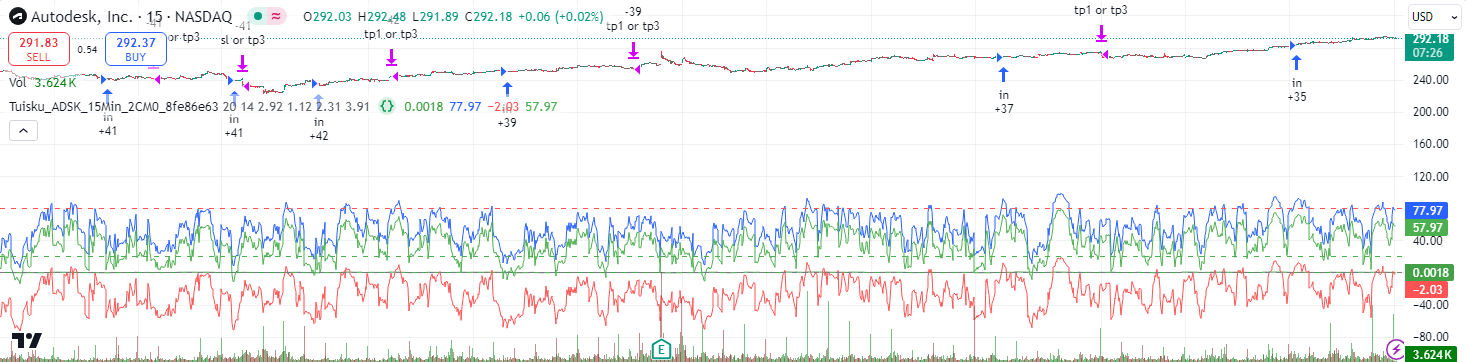 Autodesk, Inc. · 15 · NASDAQ O292.03 H292.48 L291.89 C292.18 +0.06 (+0.02%)
USD
291.83
SELL
0.54
292.37
BUY
or tp3
-41
sl or tp3
tp1 or tp3
-39
tp1 or tp3
tp1 or tp3
292.18
07:26
Vol 3.624K
240.00
Tuisku_ADSK_15Min_2CM0_8fe86e63 20 14 2.92 1.12 2.31 3.91 0.0018 77.97 −2.03 57.97
200.00
in
+41
in
+41
in
+42
+39
in
+37
in
+35
160.00
120.00
77.97
57.97
40.00
0.0018
−2.03
−40.00
−80.00
3.624K
E